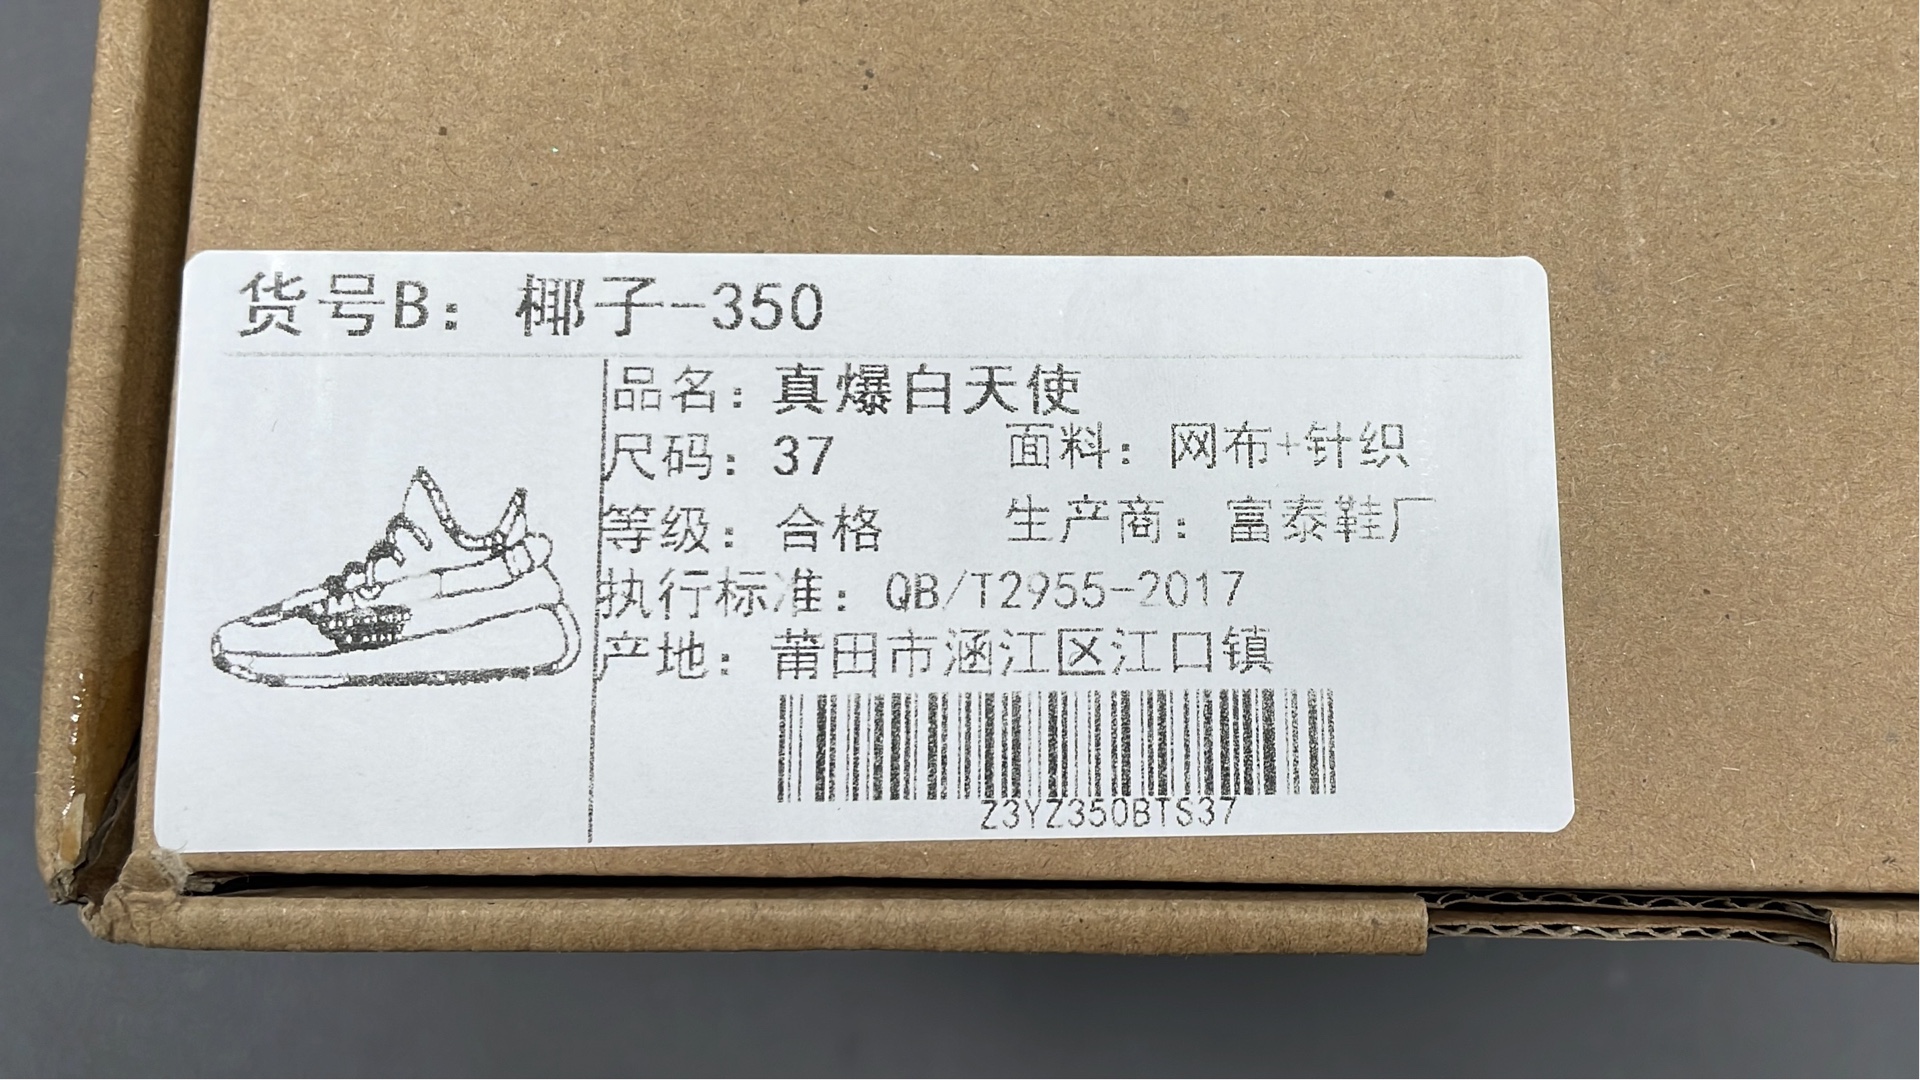 货号B：椰子-350
品名：真爆白天使
尺码：37 面料：网布+针织
等级：合格 生产商：富泰鞋厂
执行标准：QB/T2955-2017
产地：莆田市涵江区江口镇
Z3YZ350BTS37